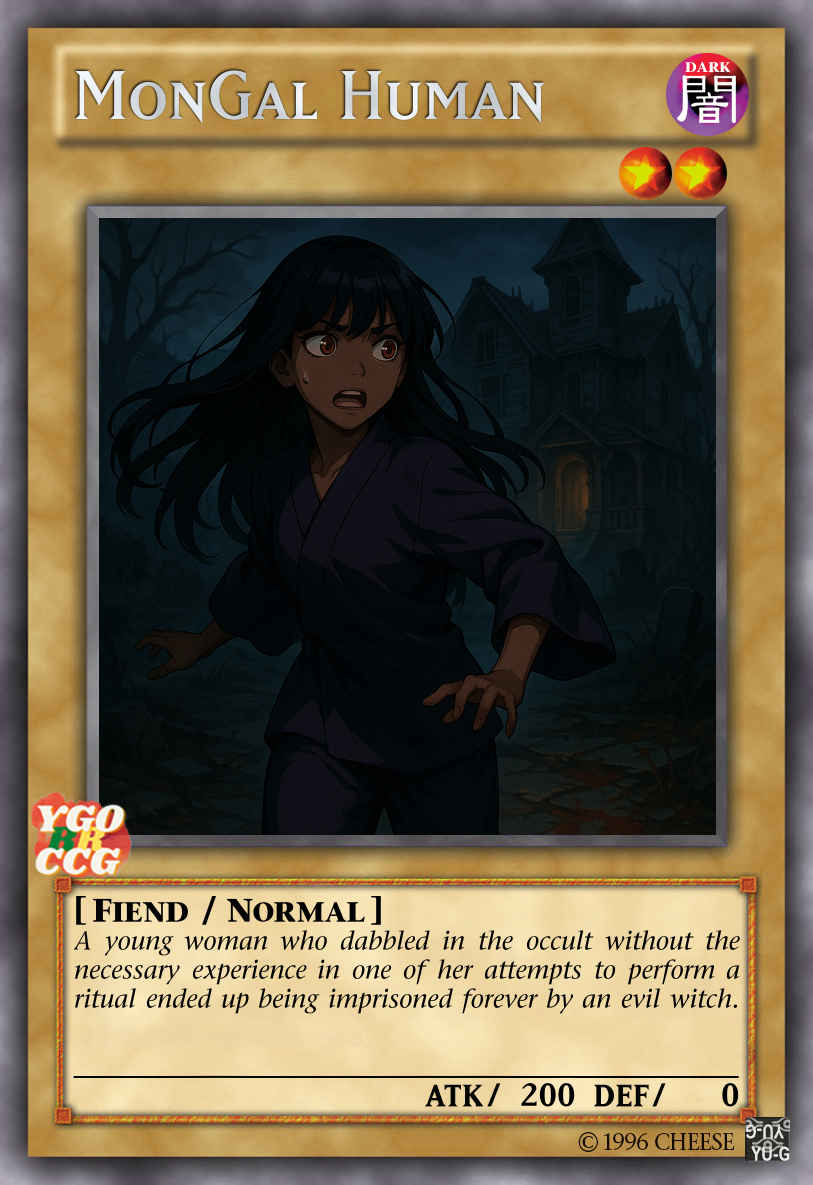 MonGal Human
DARK
闇
YGO
RR
CCG
[ Fiend / Normal ]
A young woman who dabbled in the occult without the
necessary experience in one of her attempts to perform a
ritual ended up being imprisoned forever by an evil witch.
ATK/ 200 DEF/ 0
© 1996 CHEESE
YU-G